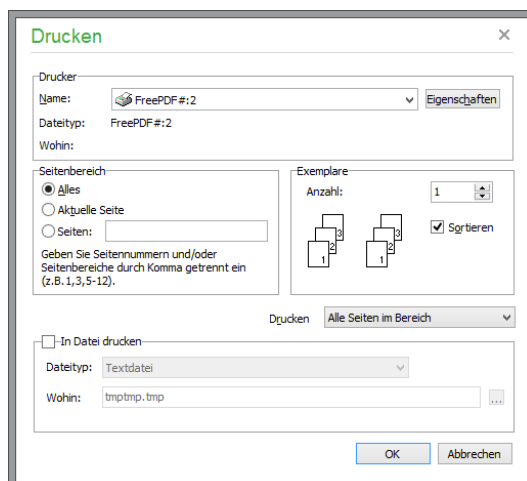 Drucken
Drucker
Name: FreePDF#:2 Eigenschaften
Dateityp: FreePDF#:2
Wohin:
Seitenbereich
Alles
Aktuelle Seite
Seiten:
Geben Sie Seitennummern und/oder
Seitenbereiche durch Komma getrennt ein
(z.B.1,3,5-12).
Exemplare
Anzahl: 1
3 3
2 2
1 1
Sortieren
Drucken Alle Seiten im Bereich
In Datei drucken
Dateityp: Textdatei
Wohin: tmptmp.tmp ...
OK Abbrechen